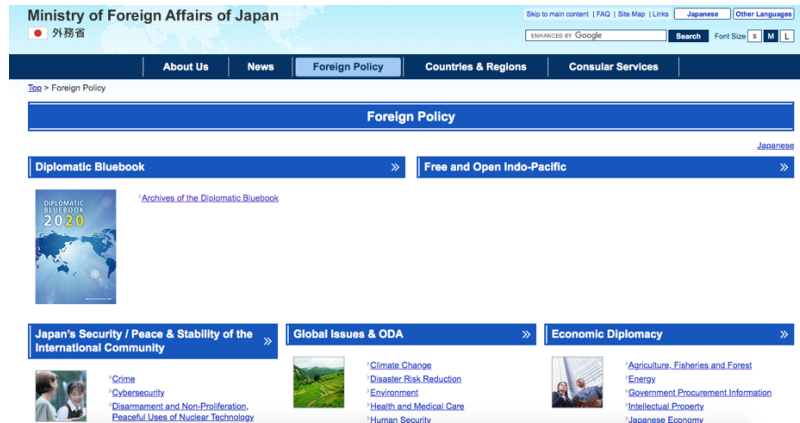 Ministry of Foreign Affairs of Japan
外務省
Skip to main content | FAQ | Site Map | Links
Japanese
Other Languages
ENHANCED BY Google
Search
Font Size S M L
About Us News Foreign Policy Countries & Regions Consular Services
Top > Foreign Policy
Foreign Policy
Japanese
Diplomatic Bluebook
DIPLOMATIC
BLUEBOOK
2020
Archives of the Diplomatic Bluebook
Free and Open Indo-Pacific
Japan's Security / Peace & Stability of the
International Community
Crime
Cybersecurity
Disarmament and Non-Proliferation,
Peaceful Uses of Nuclear Technology
Global Issues & ODA
Climate Change
Disaster Risk Reduction
Environment
Health and Medical Care
Human Security
Economic Diplomacy
Agriculture, Fisheries and Forest
Energy
Government Procurement Information
Intellectual Property
Japanese Economy